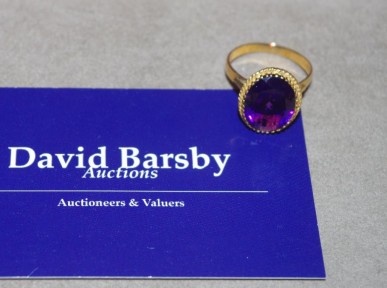 David Barsby
Auctions
Auctioneers & Valuers